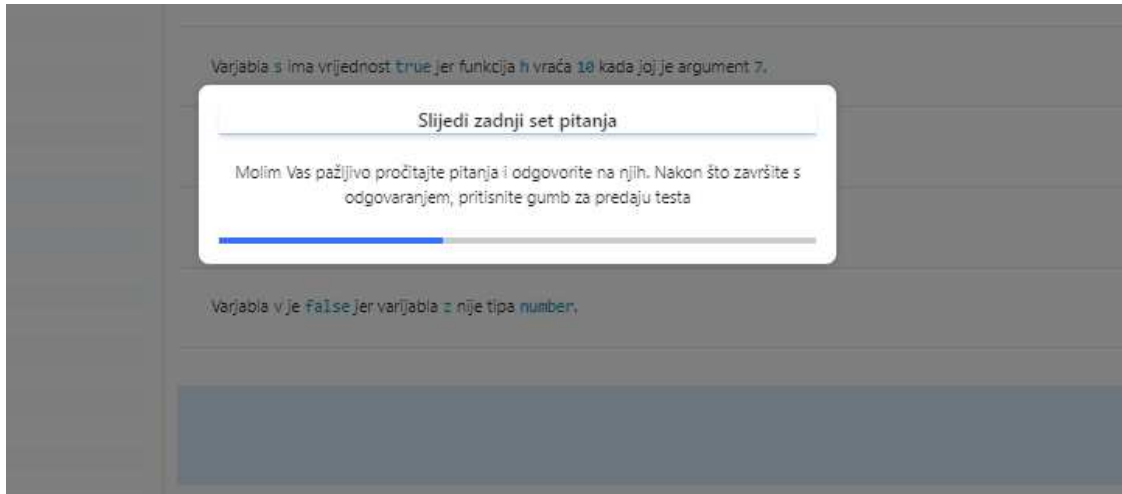 Varjabla s ima vrijednost true jer funkcija h vraća 10 kada joj je argument 7.
Slijedi zadnji set pitanja
Molim Vas pažljivo pročitajte pitanja i odgovorite na njih. Nakon što završite s
odgovaranjem, pritisnite gumb za predaju testa
Varjabla v je false jer varijabla z nije tipa number.